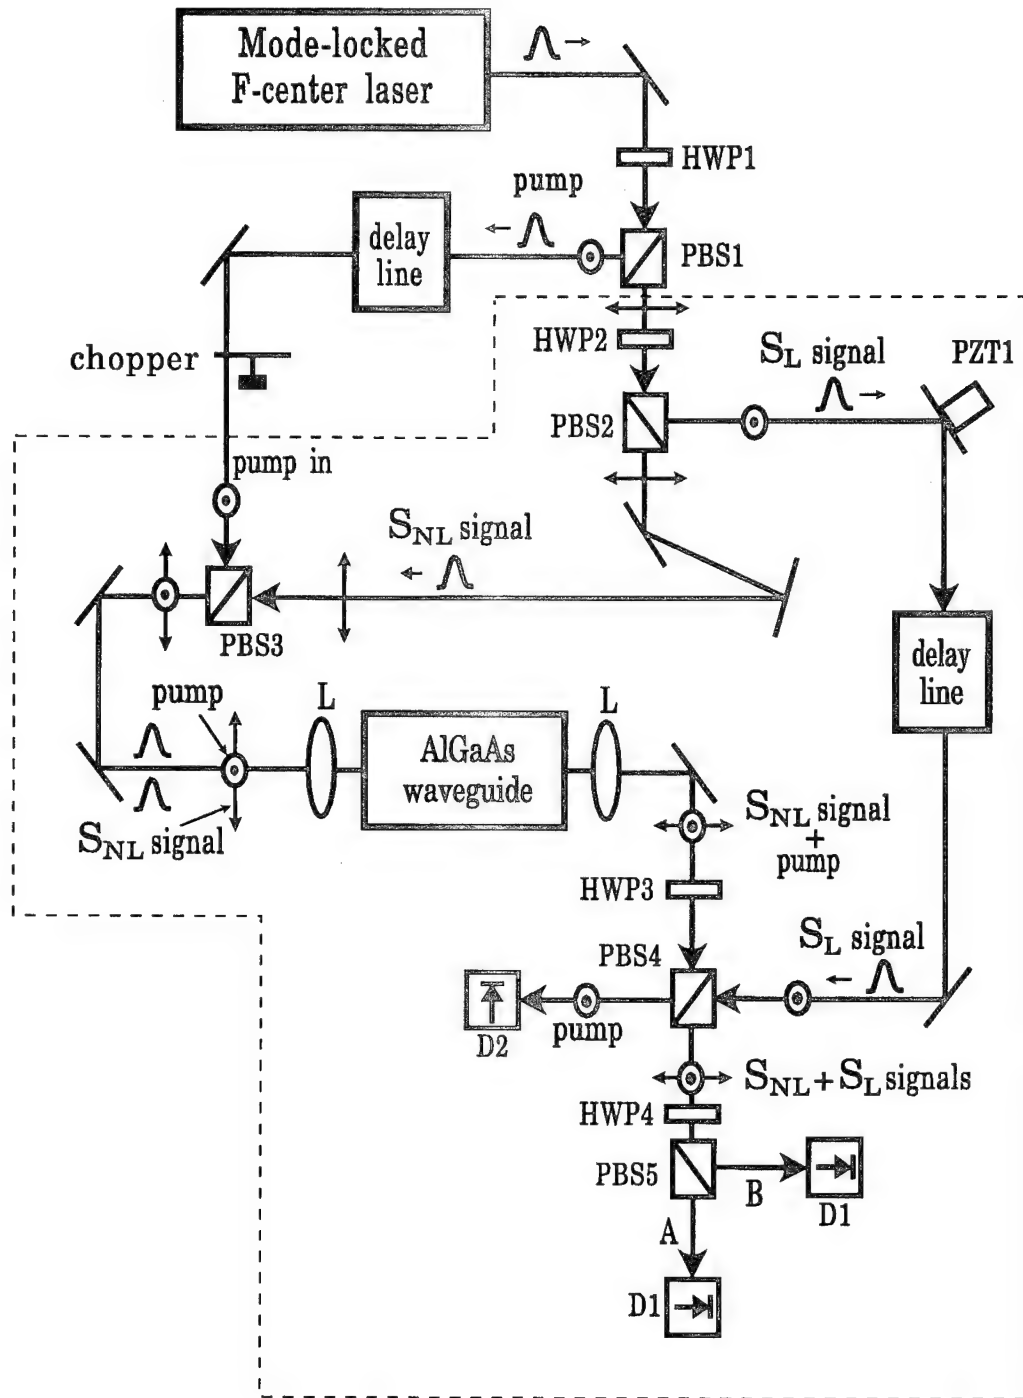 Mode-locked
F-center laser
HWP1
pump
delay
line
PBS1
HWP2
chopper
S_L signal
PZT1
PBS2
pump in
S_NL signal
PBS3
delay
line
pump
L
L
AlGaAs
waveguide
S_NL signal
S_NL signal
+
pump
HWP3
S_L signal
PBS4
pump
D2
S_NL + S_L signals
HWP4
PBS5
B
D1
A
D1